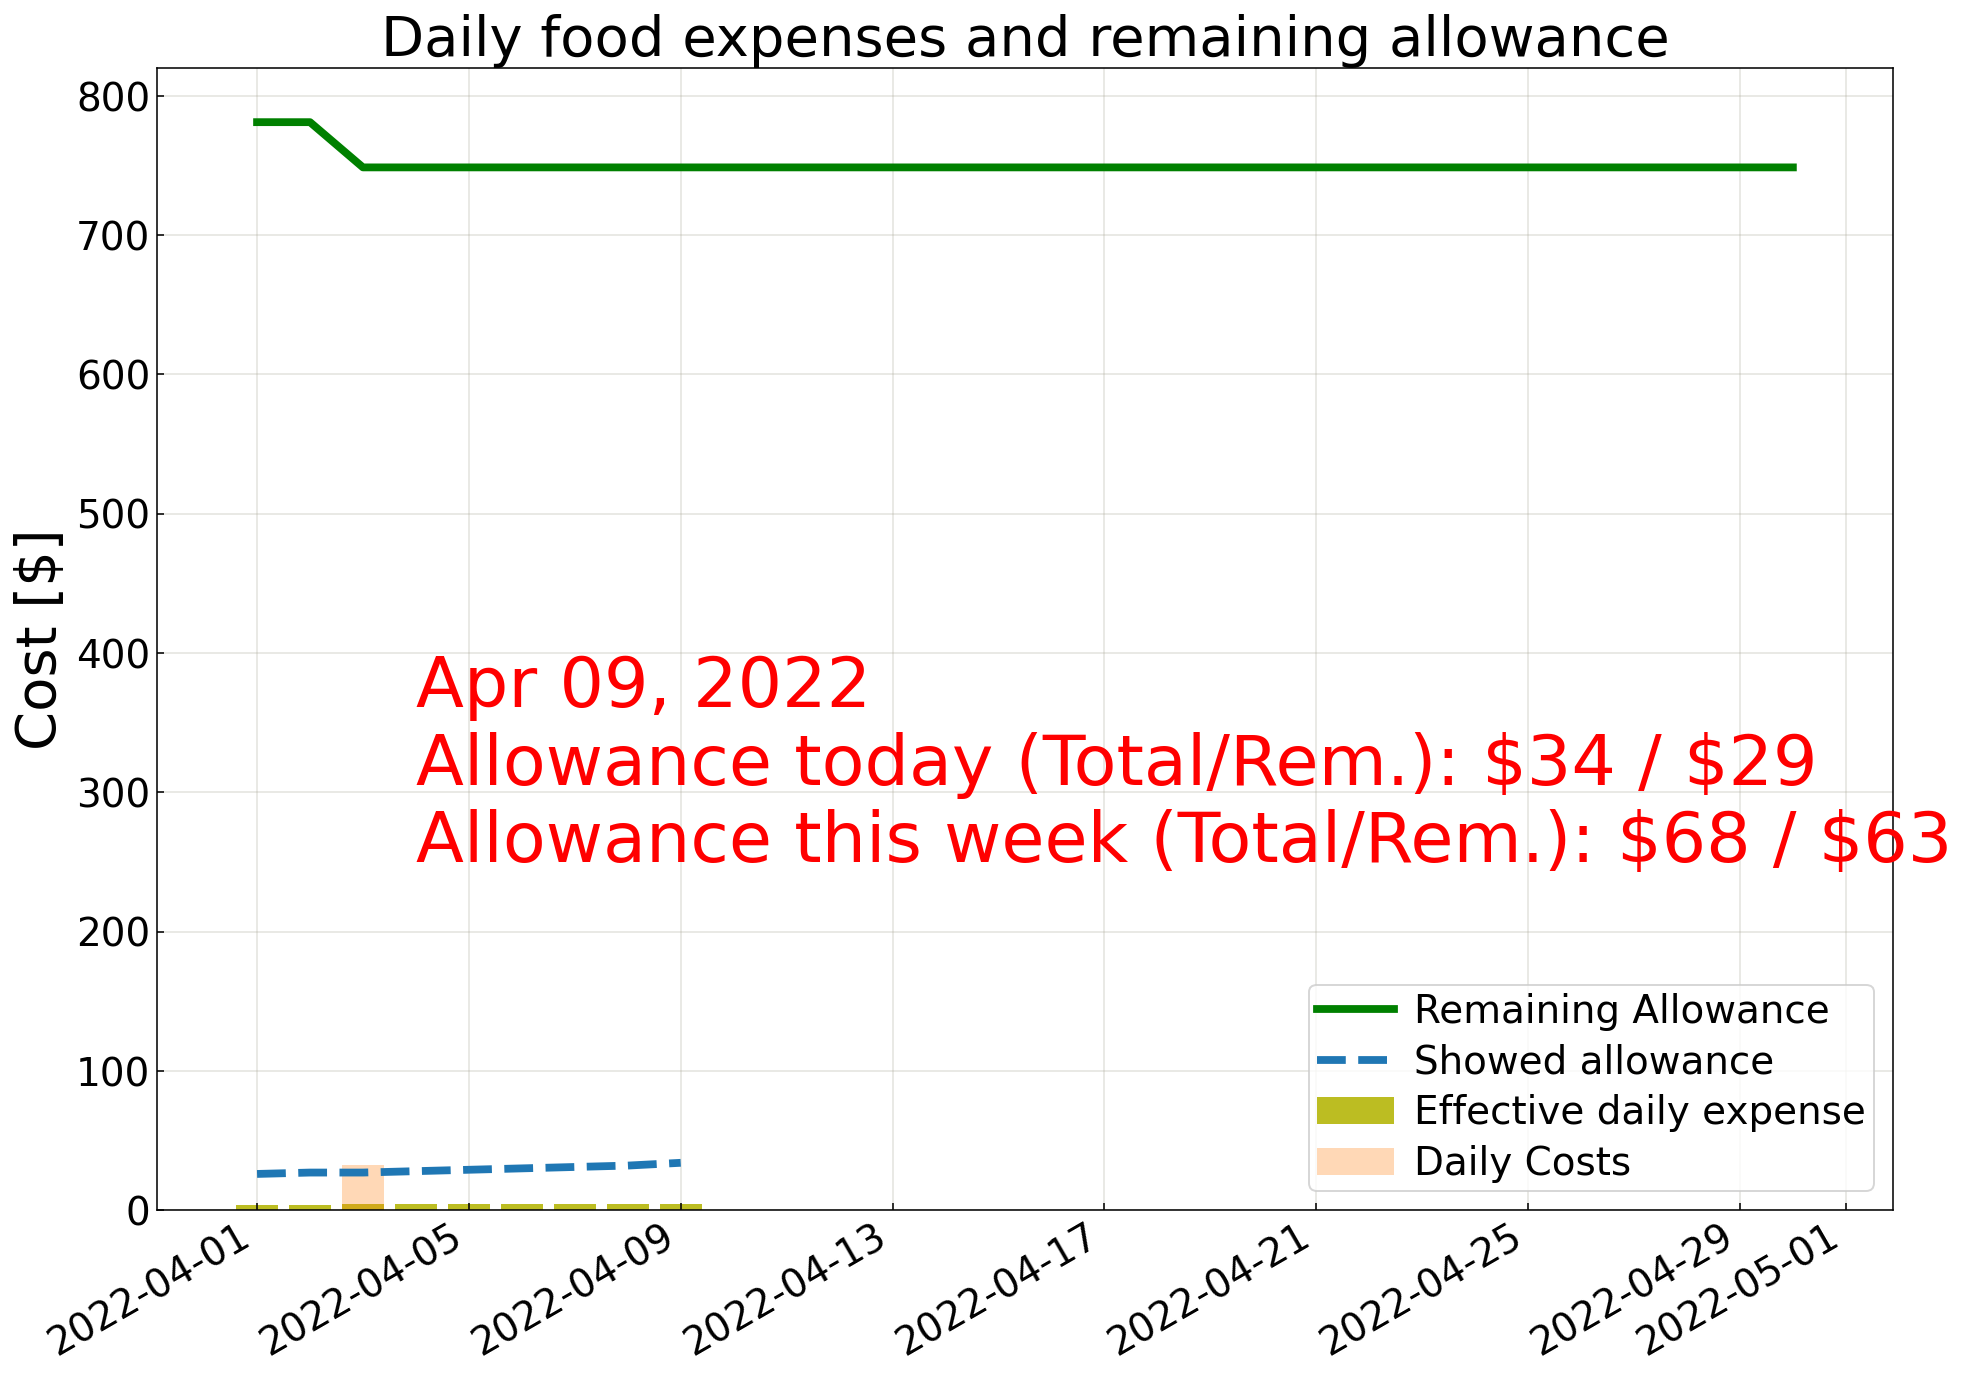 Daily food expenses and remaining allowance
Cost [$]
800
700
600
500
400
300
200
100
0
Apr 09, 2022
Allowance today (Total/Rem.): $34 / $29
Allowance this week (Total/Rem.): $68 / $63
Remaining Allowance
Showed allowance
Effective daily expense
Daily Costs
2022-04-01
2022-04-05
2022-04-09
2022-04-13
2022-04-17
2022-04-21
2022-04-25
2022-04-29
2022-05-01